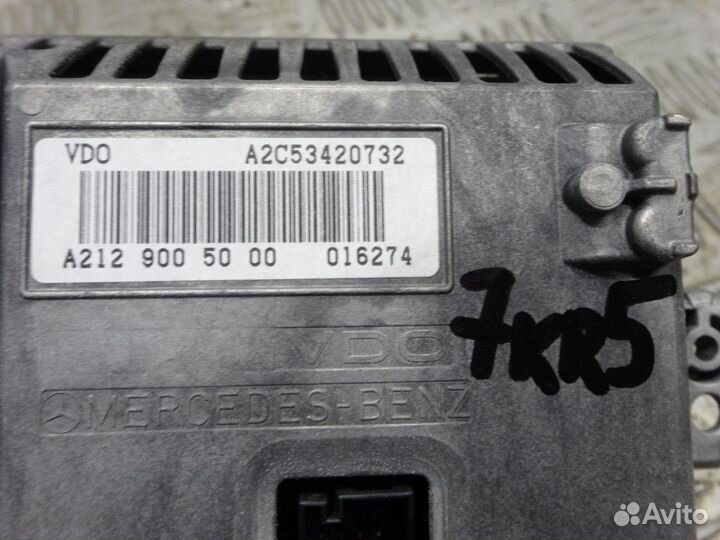 VDO A2C53420732
A212 900 50 00 016274
7KR5
VDO
MERCEDES-BENZ
Avito